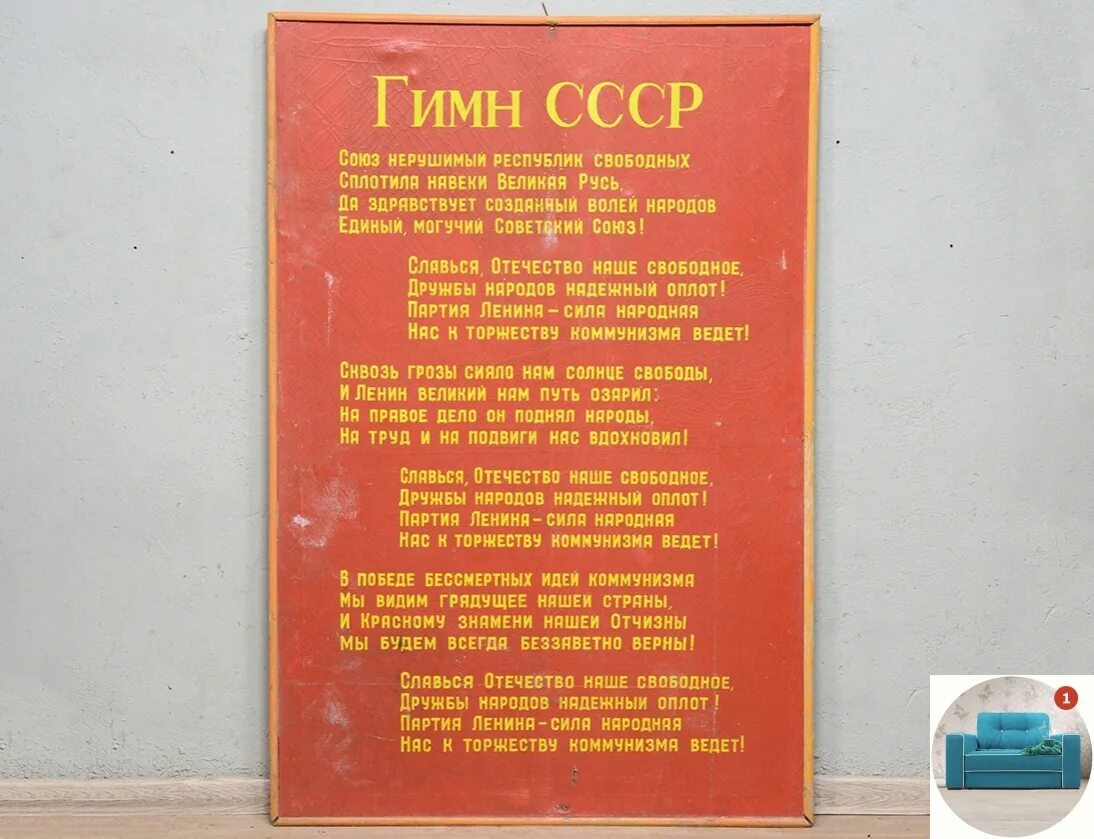 Гимн СССР
Союз нерушимый республик свободных
Сплотила навеки Великая Русь,
Да здравствует созданный волей народов
Единый, могучий Советский Союз!
Славься, Отечество наше свободное,
Дружбы народов надежный оплот!
Партия Ленина – сила народная
Нас к торжеству коммунизма ведет!
Сквозь грозы сияло нам солнце свободы,
И Ленин великий нам путь озарил:
На правое дело он поднял народы,
На труд и на подвиги нас вдохновил!
Славься, Отечество наше свободное,
Дружбы народов надежный оплот!
Партия Ленина – сила народная
Нас к торжеству коммунизма ведет!
В победе бессмертных идей коммунизма
Мы видим грядущее нашей страны,
И Красному знамени нашей Отчизны
Мы будем всегда беззаветно верны!
Славься Отечество наше свободное,
Дружбы народов надежный оплот!
Партия Ленина – сила народная
Нас к торжеству коммунизма ведет!
1